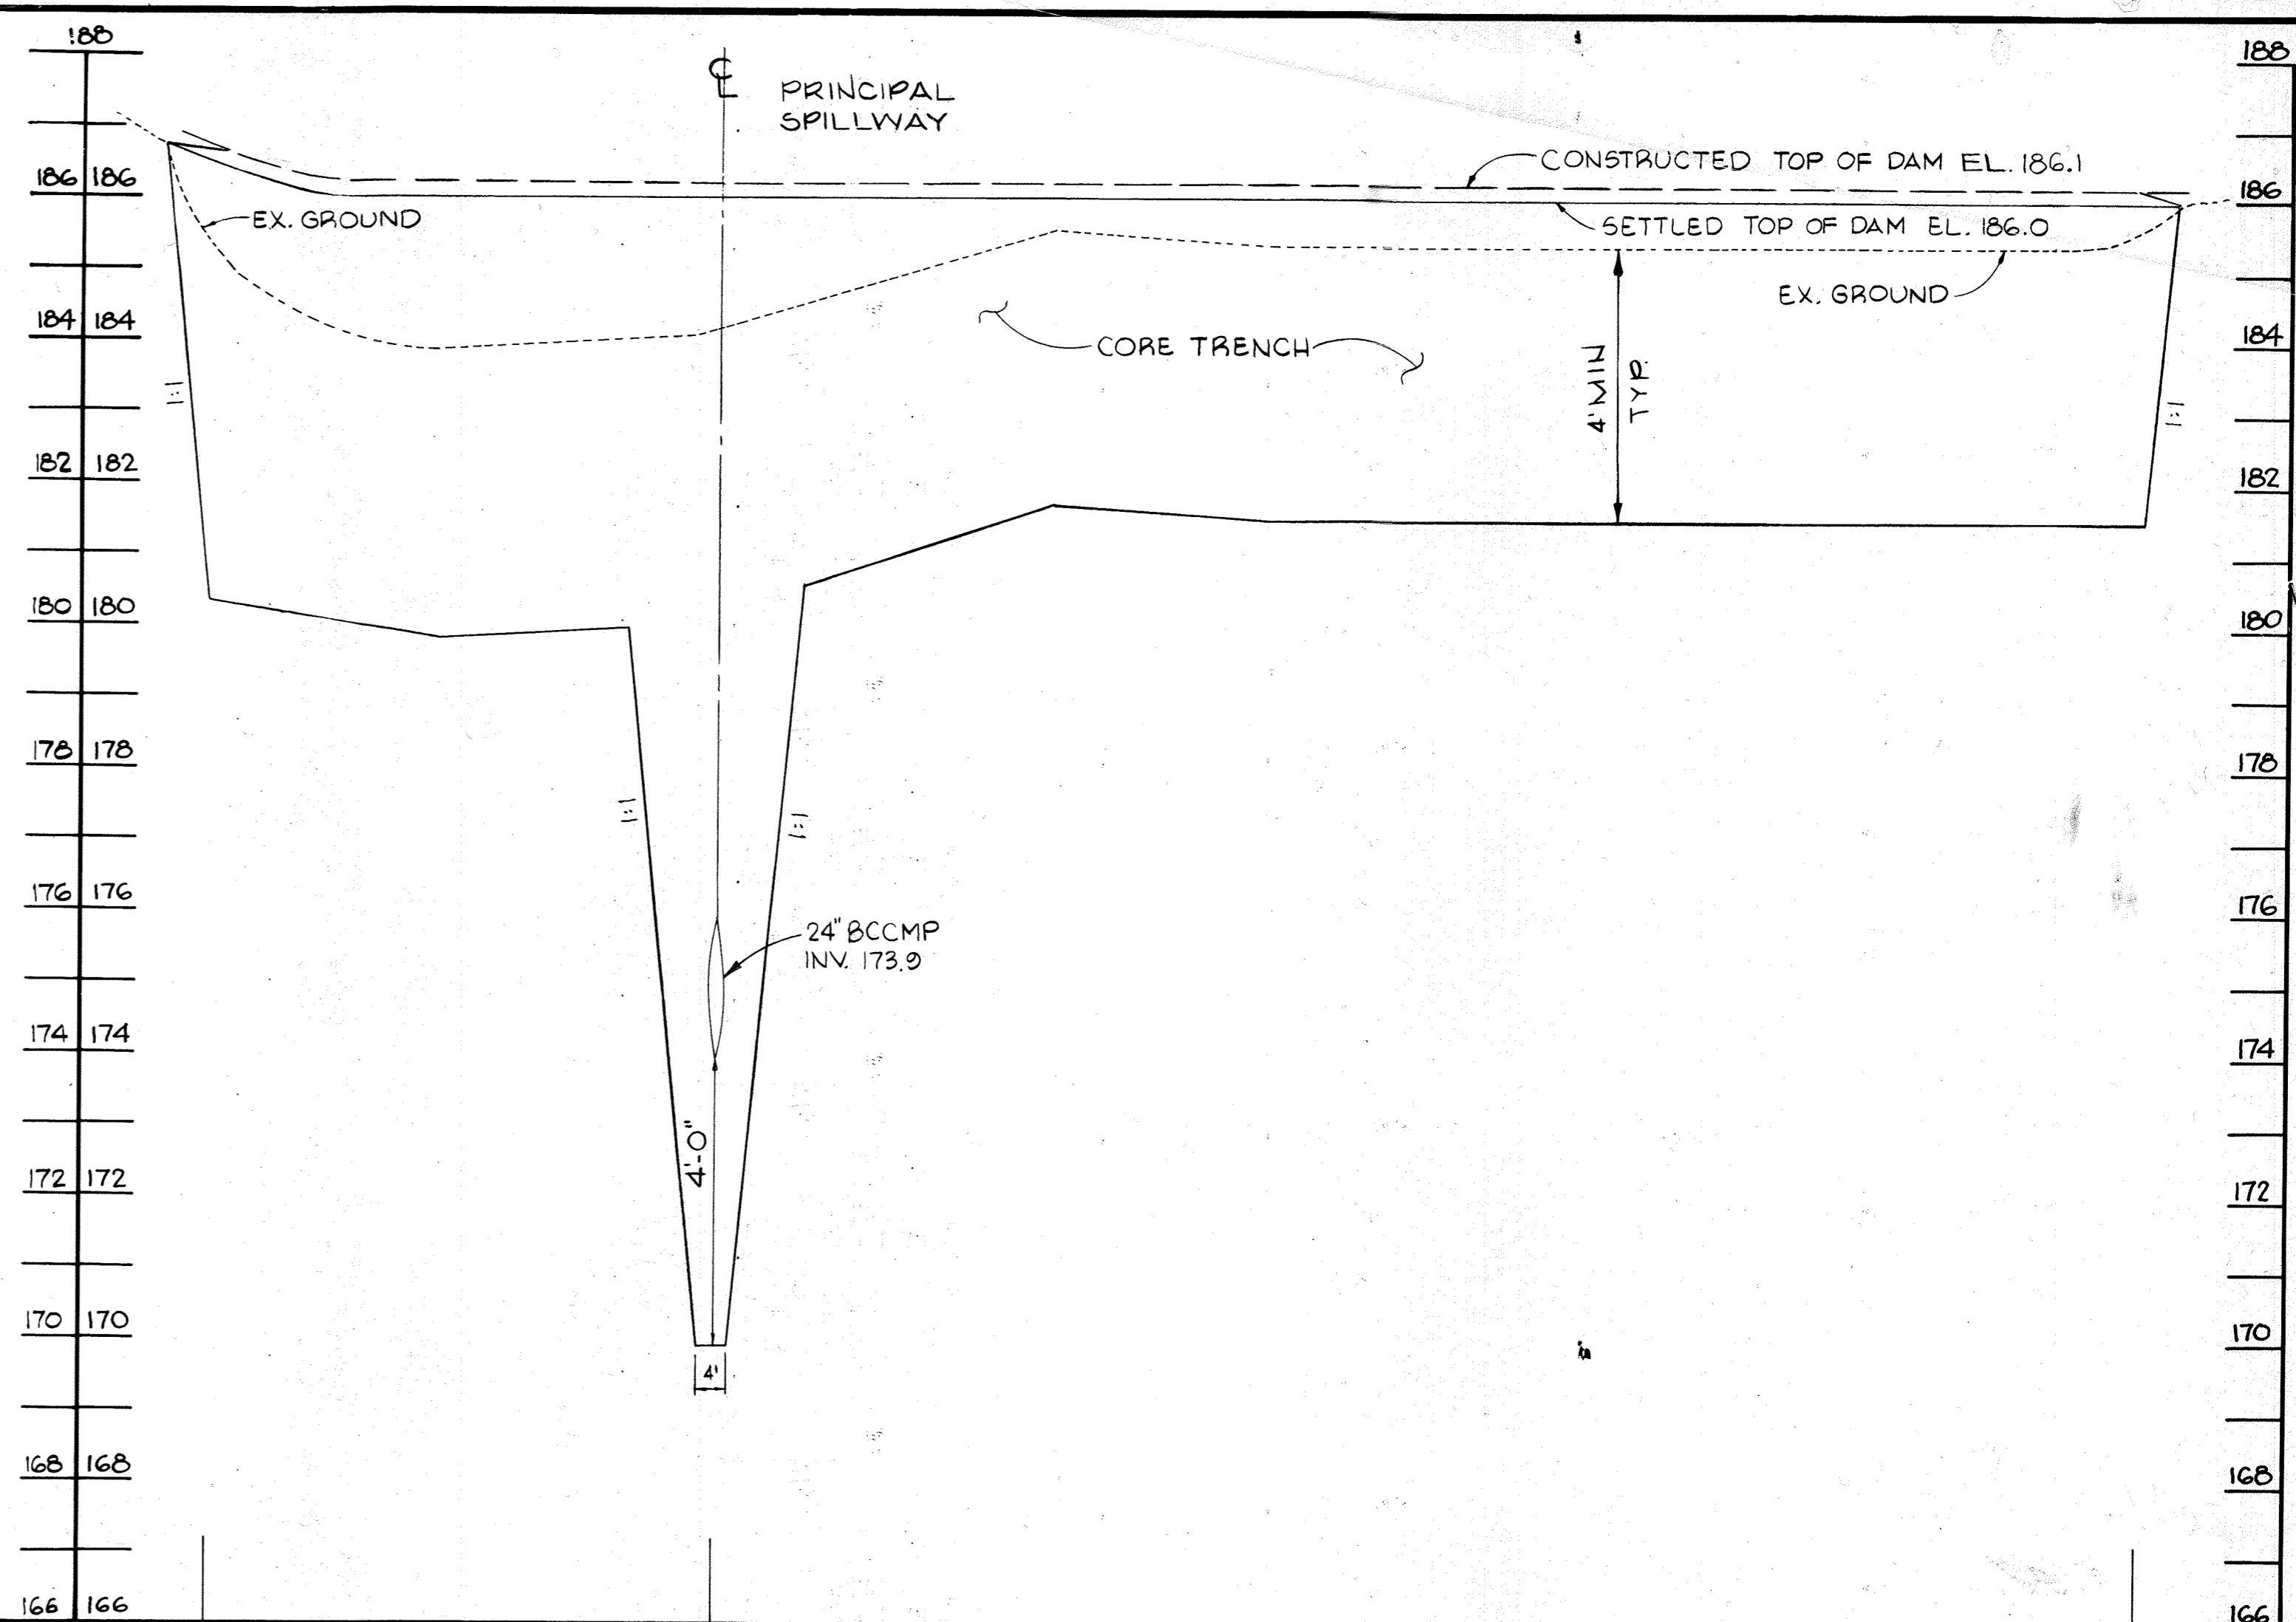 188
188
℄ PRINCIPAL
SPILLWAY
CONSTRUCTED TOP OF DAM EL. 186.1
186 186
186
EX. GROUND
SETTLED TOP OF DAM EL. 186.0
EX. GROUND
184 184
CORE TRENCH
184
4' MIN
TYP.
1:1
1:1
182 182
182
180 180
180
178 178
178
1:1
1:1
176 176
176
24" BCCMP
INV. 173.9
174 174
174
4'-0"
172 172
172
170 170
170
4'
168 168
168
166 166
166